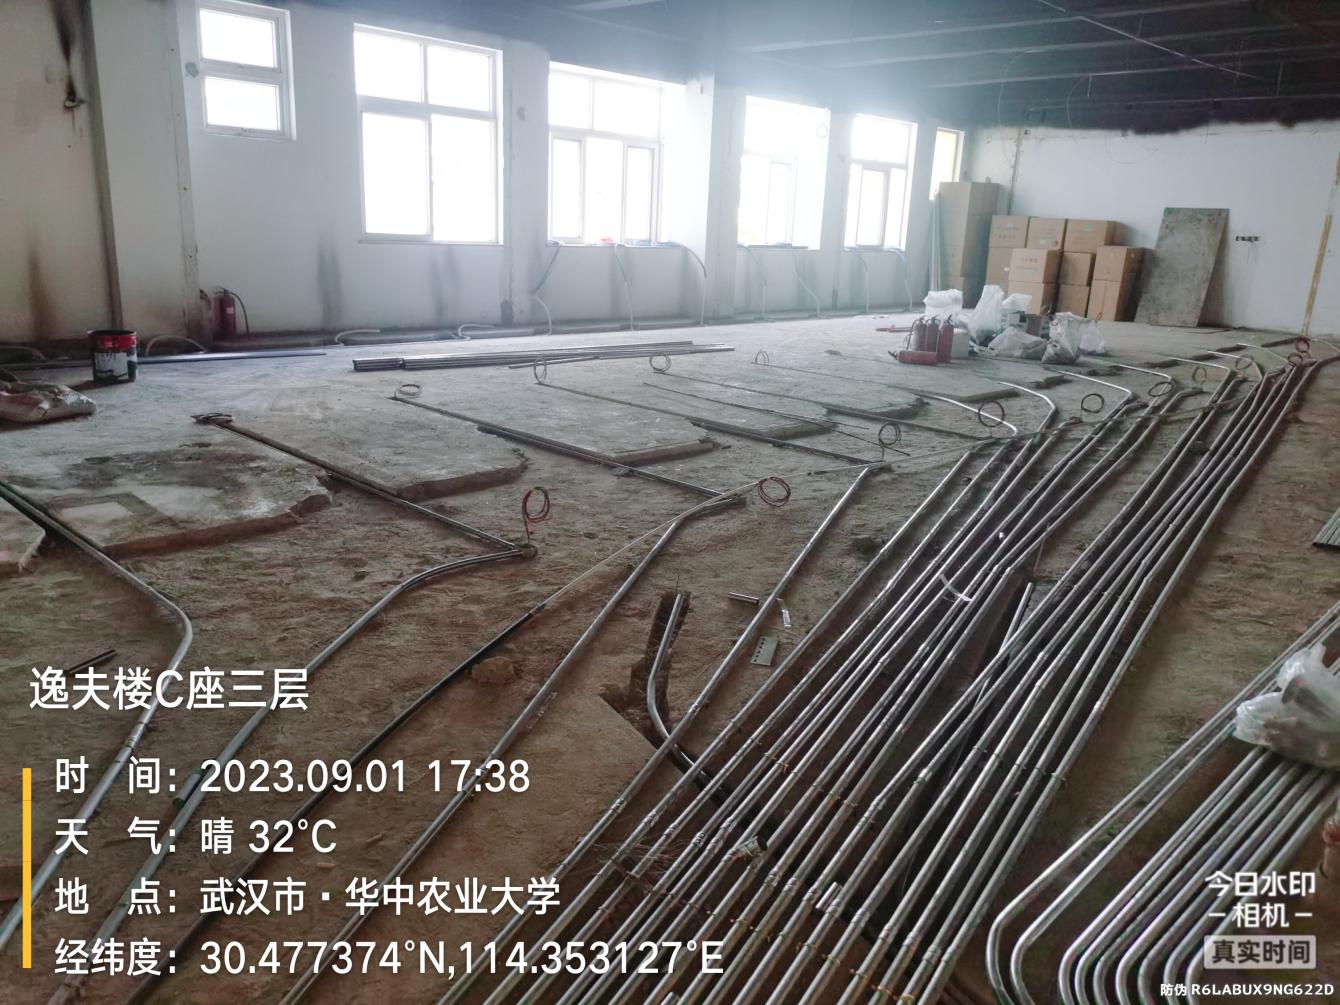 逸夫楼C座三层
时 间：2023.09.01 17:38
天 气：晴 32°C
地 点：武汉市·华中农业大学
经纬度：30.477374°N,114.353127°E
今日水印
-相机-
真实时间
防伪 R6LABUX9NG622D